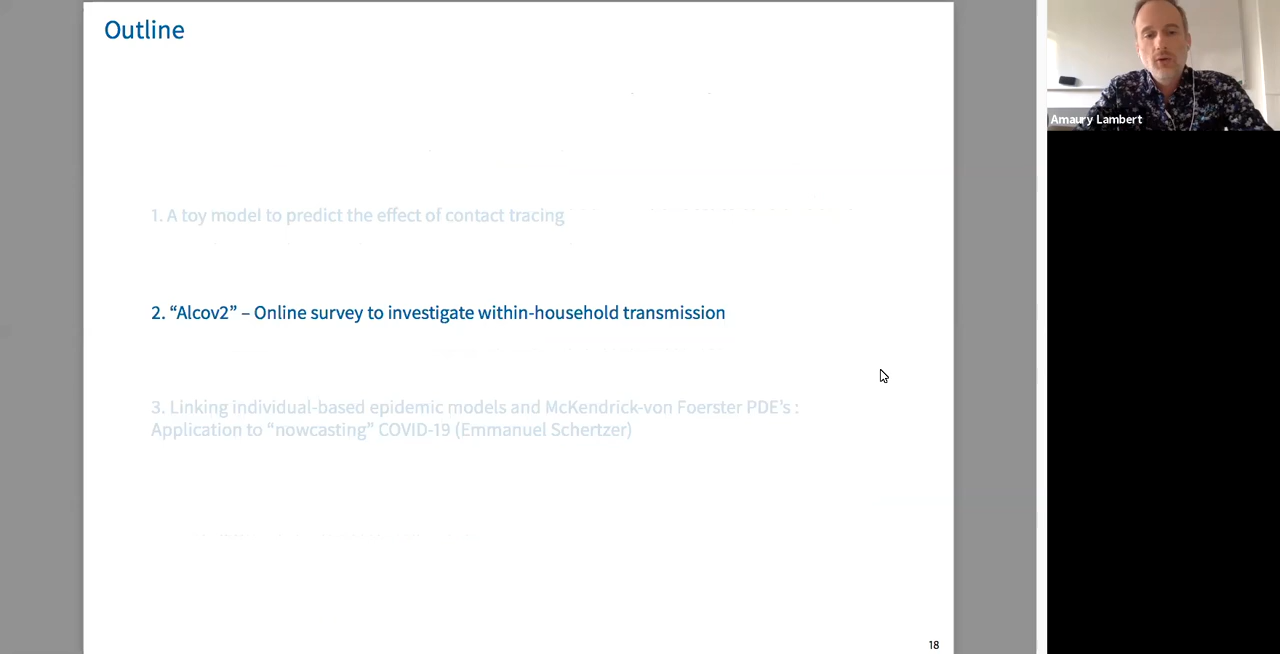 Outline
Amaury Lambert
1. A toy model to predict the effect of contact tracing
2. “Alcov2” – Online survey to investigate within-household transmission
3. Linking individual-based epidemic models and McKendrick-von Foerster PDE’s :
Application to “nowcasting” COVID-19 (Emmanuel Schertzer)
18